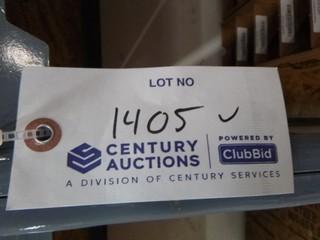 LOT NO
1405 ✓
CENTURY AUCTIONS
POWERED BY
ClubBid
A DIVISION OF CENTURY SERVICES